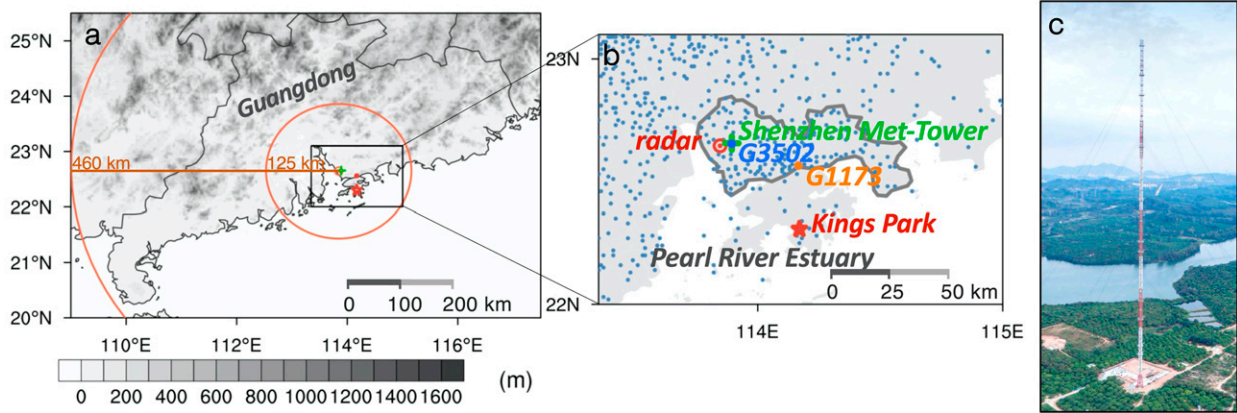 a
25°N
24°N
23°N
22°N
21°N
20°N
Guangdong
460 km
125 km
0 100 200 km
110°E 112°E 114°E 116°E
0 200 400 600 800 1000 1200 1400 1600
(m)
b
23N
22N
radar
Shenzhen Met-Tower
G3502
G1173
Kings Park
Pearl River Estuary
0 25 50 km
114E 115E
c